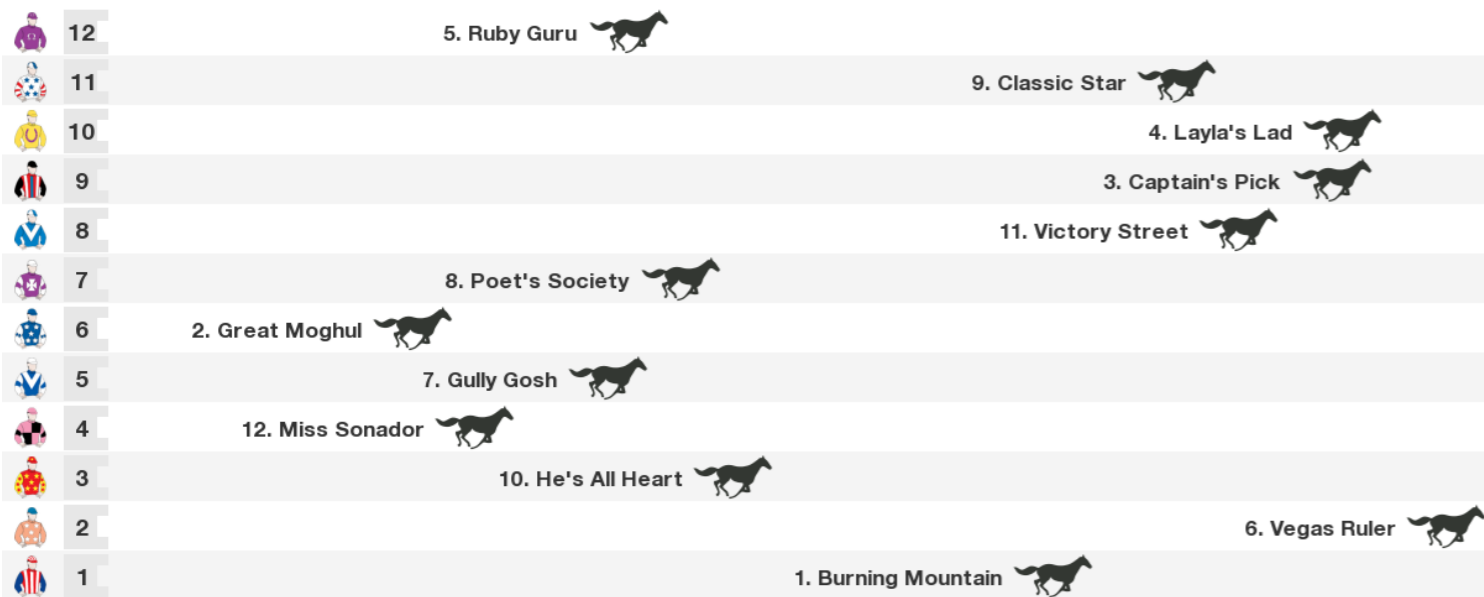 12 5. Ruby Guru
11 9. Classic Star
10 4. Layla's Lad
9 3. Captain's Pick
8 11. Victory Street
7 8. Poet's Society
6 2. Great Moghul
5 7. Gully Gosh
4 12. Miss Sonador
3 10. He's All Heart
2 6. Vegas Ruler
1 1. Burning Mountain